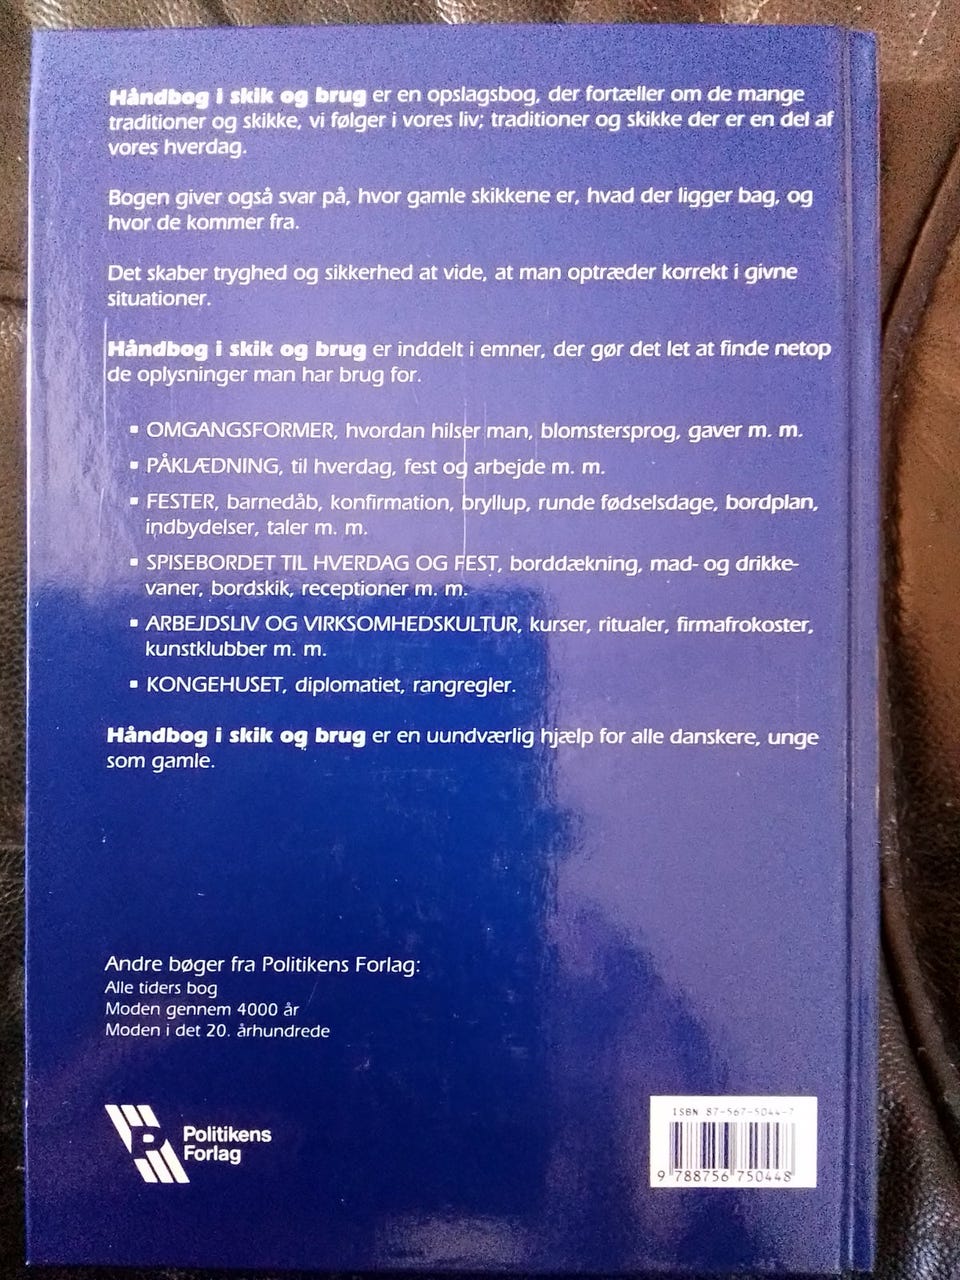 Håndbog i skik og brug er en opslagsbog, der fortæller om de mange
traditioner og skikke, vi følger i vores liv; traditioner og skikke der er en del af
vores hverdag.
Bogen giver også svar på, hvor gamle skikkene er, hvad der ligger bag, og
hvor de kommer fra.
Det skaber tryghed og sikkerhed at vide, at man optræder korrekt i givne
situationer.
Håndbog i skik og brug er inddelt i emner, der gør det let at finde netop
de oplysninger man har brug for.
▪ OMGANGSFORMER, hvordan hilser man, blomstersprog, gaver m. m.
▪ PÅKLÆDNING, til hverdag, fest og arbejde m. m.
▪ FESTER, barnedåb, konfirmation, bryllup, runde fødselsdage, bordplan,
indbydelser, taler m. m.
▪ SPISEBORDET TIL HVERDAG OG FEST, borddækning, mad- og drikke-
vaner, bordskik, receptioner m. m.
▪ ARBEJDSLIV OG VIRKSOMHEDSKULTUR, kurser, ritualer, firmafrokoster,
kunstklubber m. m.
▪ KONGEHUSET, diplomatiet, rangregler.
Håndbog i skik og brug er en uundværlig hjælp for alle danskere, unge
som gamle.
Andre bøger fra Politikens Forlag:
Alle tiders bog
Moden gennem 4000 år
Moden i det 20. århundrede
Politikens
Forlag
ISBN 87-567-5044-7
9 788756 750448